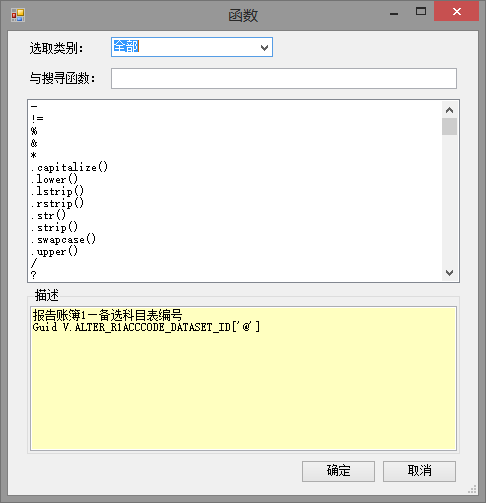 函数
选取类别:
全部
与搜寻函数:
-
!=
%
&
*
.capitalize()
.lower()
.lstrip()
.rstrip()
.str()
.strip()
.swapcase()
.upper()
/
?
描述
报告账簿1－备选科目表编号
Guid V.ALTER_R1ACCCODE_DATASET_ID['@']
确定
取消